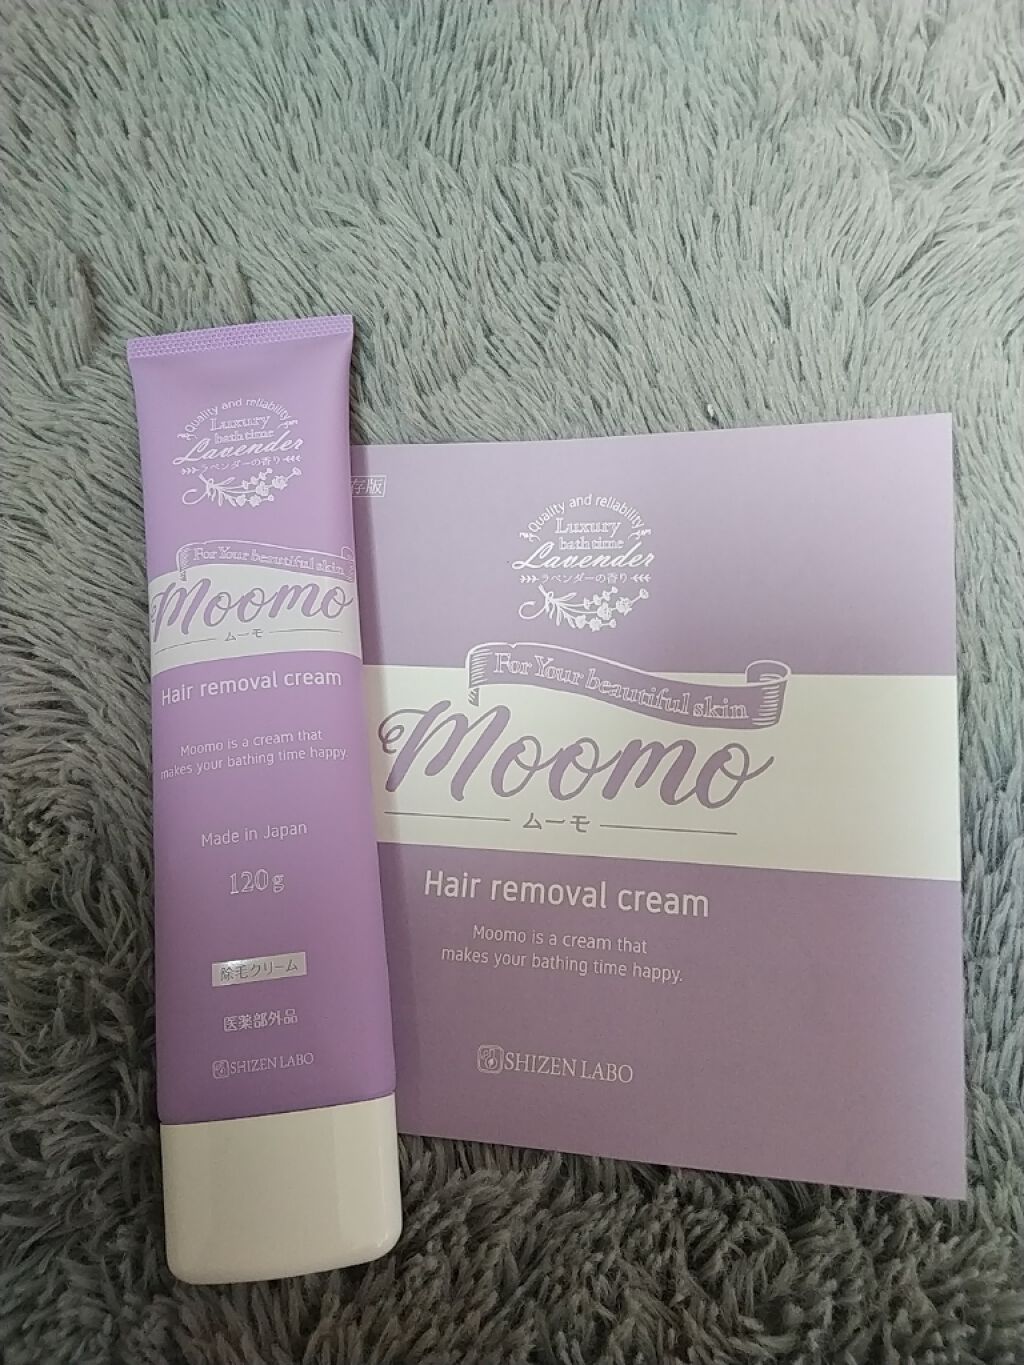 Quality and reliability
Luxury
bath time
Lavender
ラベンダーの香り
For Your beautiful skin
Moomo
ムーモ
Hair removal cream
Moomo is a cream that
makes your bathing time happy.
Made in Japan
120g
除毛クリーム
医薬部外品
SHIZEN LABO
存版
Quality and reliability
Luxury
bath time
Lavender
ラベンダーの香り
For Your beautiful skin
Moomo
ムーモ
Hair removal cream
Moomo is a cream that
makes your bathing time happy.
SHIZEN LABO